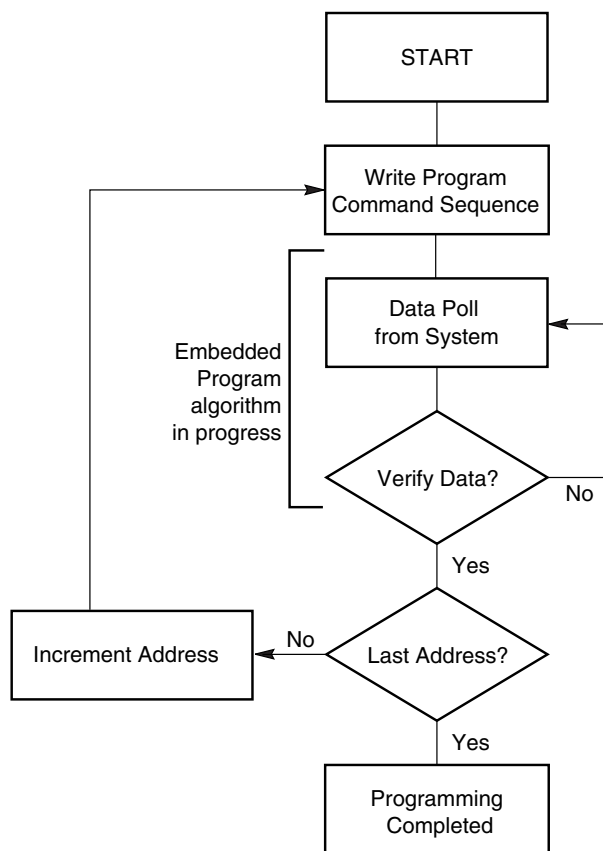 START
Write Program
Command Sequence
Data Poll
from System
Embedded
Program
algorithm
in progress
Verify Data?
No
Yes
No
Increment Address
Last Address?
Yes
Programming
Completed